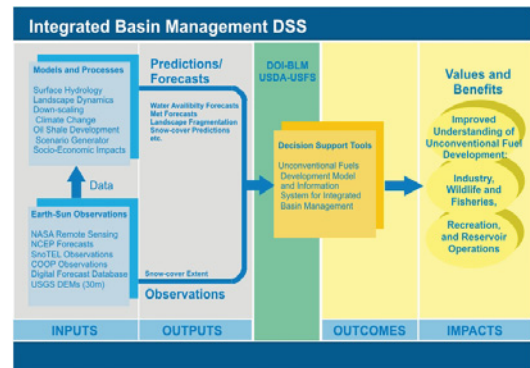 Integrated Basin Management DSS
Models and Processes
Surface Hydrology
Landscape Dynamics
Down-scaling
Climate Change
Oil Shale Development
Scenario Generator
Socio-Economic Impacts
Data
Earth-Sun Observations
NASA Remote Sensing
NCEP Forecasts
SnoTEL Observations
COOP Observations
Digital Forecast Database
USGS DEMs (30m)
INPUTS
Predictions/
Forecasts
Water Availibility Forecasts
Met Forecasts
Landscape Fragmentation
Snow-cover Predictions
etc.
Snow-cover Extent
Observations
OUTPUTS
DOI-BLM
USDA-USFS
Decision Support Tools
Unconventional Fuels
Development Model
and Information
System for Integrated
Basin Management
OUTCOMES
Values and
Benefits
Improved
Understanding of
Unconventional Fuel
Development:
Industry,
Wildlife and
Fisheries,
Recreation,
and Reservoir
Operations
IMPACTS